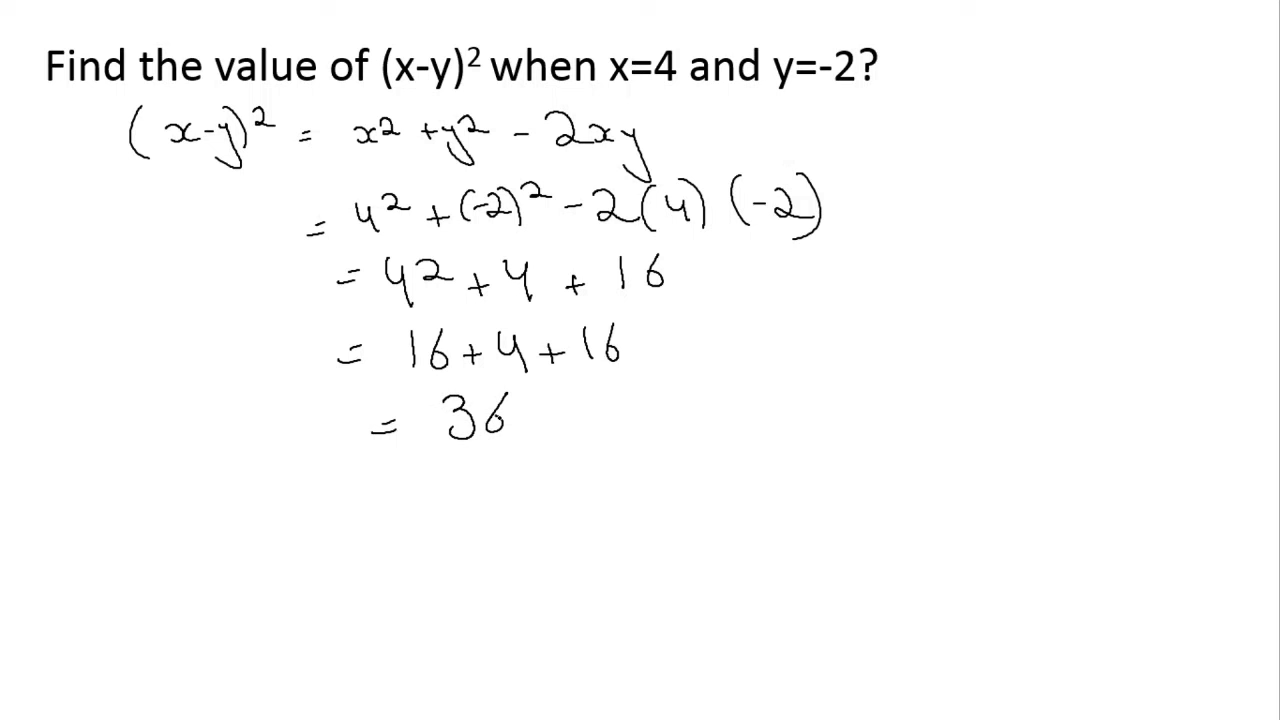 Find the value of (x-y)² when x=4 and y=-2?
(x-y)² = x² + y² - 2xy
= 4² + (-2)² - 2(4) (-2)
= 4² + 4 + 16
= 16 + 4 + 16
= 36